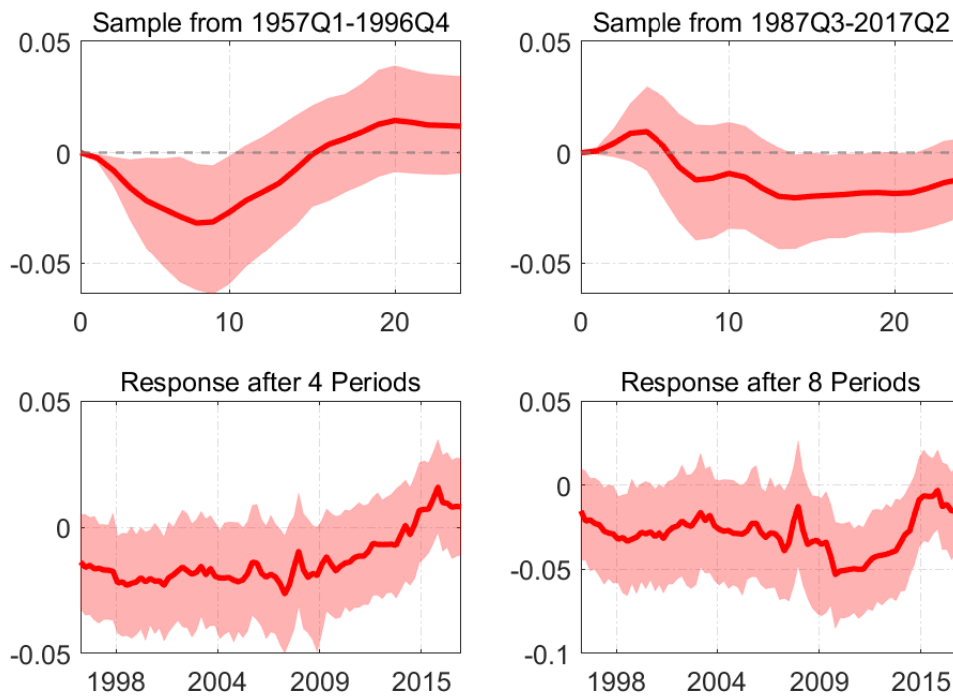 Sample from 1957Q1-1996Q4
0.05
0
-0.05
0 10 20
Sample from 1987Q3-2017Q2
0.05
0
-0.05
0 10 20
Response after 4 Periods
0.05
0
-0.05
1998 2004 2009 2015
Response after 8 Periods
0.05
0
-0.05
-0.1
1998 2004 2009 2015